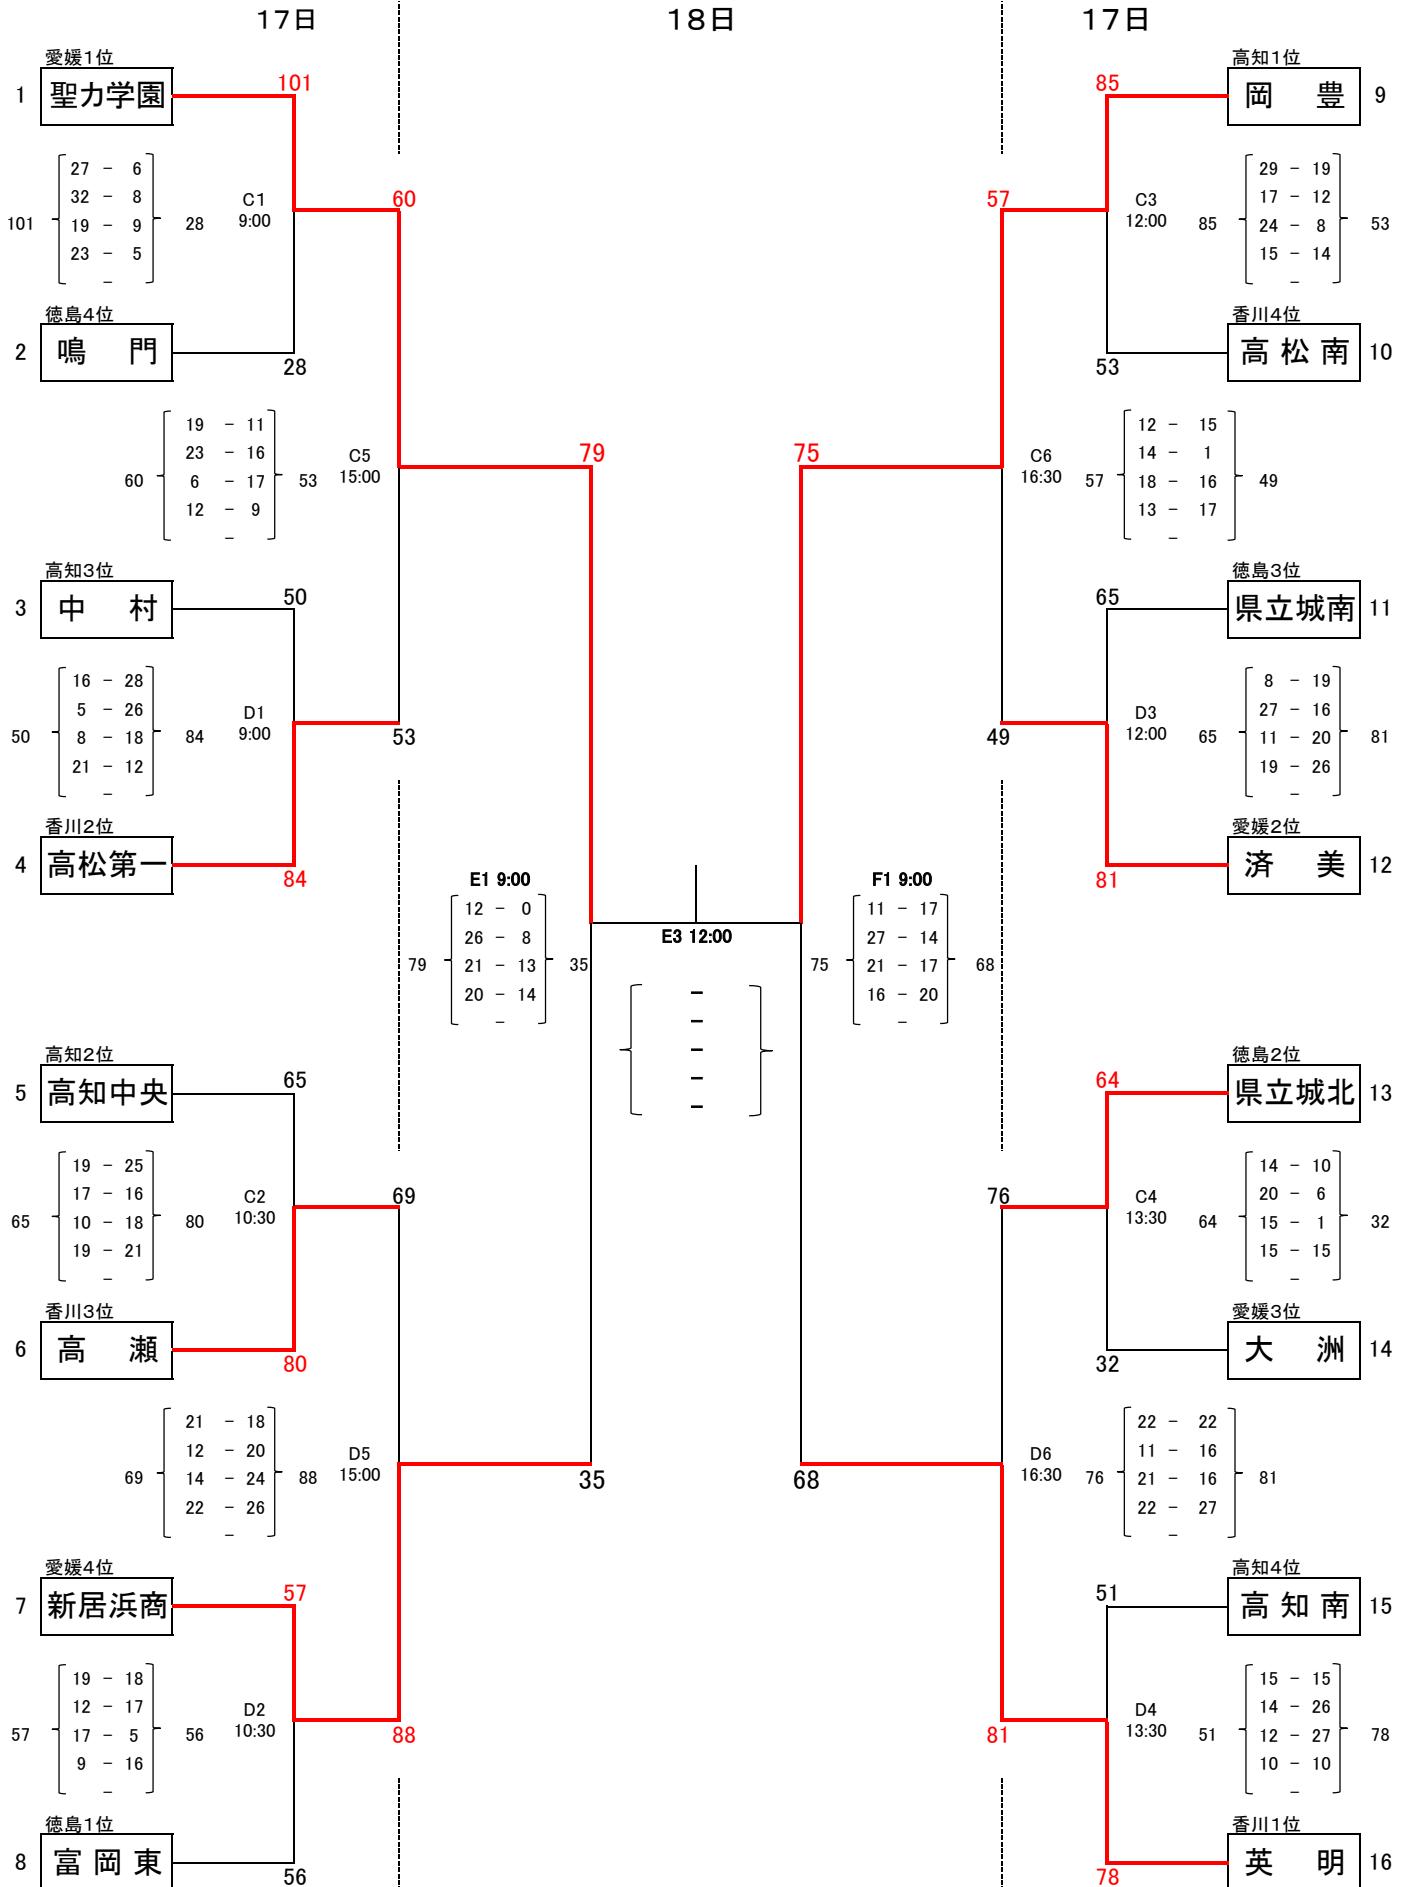 17日 18日 17日
愛媛1位
1 聖カ学園 101
27 - 6
32 - 8
101 19 - 9 28
23 - 5
-
C1
9:00
60
徳島4位
2 鳴 門 28
19 - 11
23 - 16
60 6 - 17 53
12 - 9
-
C5
15:00
79
高知3位
3 中 村 50
16 - 28
5 - 26
50 8 - 18 84
21 - 12
-
D1
9:00
53
香川2位
4 高松第一 84
E1 9:00
12 - 0
26 - 8
79 21 - 13 35
20 - 14
-
高知2位
5 高知中央 65
19 - 25
17 - 16
65 10 - 18 80
19 - 21
-
C2
10:30
69
香川3位
6 高 瀬 80
21 - 18
12 - 20
69 14 - 24 88
22 - 26
-
D5
15:00
35
愛媛4位
7 新居浜商 57
19 - 18
12 - 17
57 17 - 5 56
9 - 16
-
D2
10:30
88
徳島1位
8 富岡東 56
E3 12:00
-
-
-
-
-
高知1位
85 岡 豊 9
57
C3
12:00
29 - 19
17 - 12
85 24 - 8 53
15 - 14
-
香川4位
53 高松南 10
75
C6
16:30
12 - 15
14 - 1
57 18 - 16 49
13 - 17
-
徳島3位
65 県立城南 11
49
D3
12:00
8 - 19
27 - 16
65 11 - 20 81
19 - 26
-
愛媛2位
81 済 美 12
F1 9:00
11 - 17
27 - 14
75 21 - 17 68
16 - 20
-
徳島2位
64 県立城北 13
76
C4
13:30
14 - 10
20 - 6
64 15 - 1 32
15 - 15
-
愛媛3位
32 大 洲 14
68
D6
16:30
22 - 22
11 - 16
76 21 - 16 81
22 - 27
-
高知4位
51 高知南 15
81
D4
13:30
15 - 15
14 - 26
51 12 - 27 78
10 - 10
-
香川1位
78 英 明 16